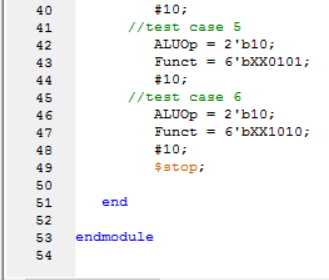 40 #10;
41 //test case 5
42 ALUOp = 2'b10;
43 Funct = 6'bXX0101;
44 #10;
45 //test case 6
46 ALUOp = 2'b10;
47 Funct = 6'bXX1010;
48 #10;
49 $stop;
50
51 end
52
53 endmodule
54